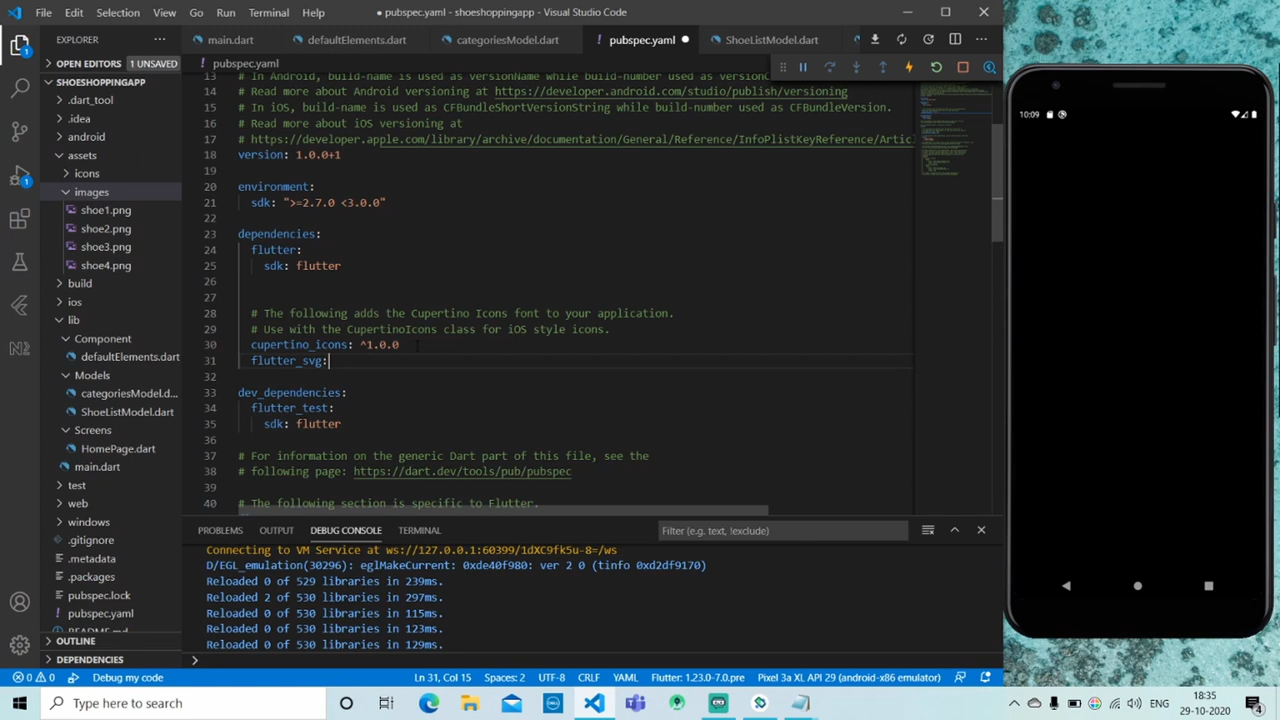 File Edit Selection View Go Run Terminal Help
● pubspec.yaml - shoeshoppingapp - Visual Studio Code
EXPLORER
main.dart
defaultElements.dart
categoriesModel.dart
pubspec.yaml
ShoeListModel.dart
OPEN EDITORS 1 UNSAVED
SHOESHOPPINGAPP
.dart_tool
.idea
android
assets
icons
images
shoe1.png
shoe2.png
shoe3.png
shoe4.png
build
ios
lib
Component
defaultElements.dart
Models
categoriesModel.d...
ShoeListModel.dart
Screens
HomePage.dart
main.dart
test
web
windows
.gitignore
.metadata
.packages
pubspec.lock
pubspec.yaml
README.md
OUTLINE
DEPENDENCIES
pubspec.yaml
13 # In Android, build-name is used as versionName while build-number used as versionC
14 # Read more about Android versioning at https://developer.android.com/studio/publish/versioning
15 # In iOS, build-name is used as CFBundleShortVersionString while build-number used as CFBundleVersion.
16 # Read more about iOS versioning at
17 # https://developer.apple.com/library/archive/documentation/General/Reference/InfoPlistKeyReference/Artic
18 version: 1.0.0+1
19
20 environment:
21 sdk: ">=2.7.0 <3.0.0"
22
23 dependencies:
24 flutter:
25 sdk: flutter
26
27
28 # The following adds the Cupertino Icons font to your application.
29 # Use with the CupertinoIcons class for iOS style icons.
30 cupertino_icons: ^1.0.0
31 flutter_svg:
32
33 dev_dependencies:
34 flutter_test:
35 sdk: flutter
36
37 # For information on the generic Dart part of this file, see the
38 # following page: https://dart.dev/tools/pub/pubspec
39
40 # The following section is specific to Flutter.
PROBLEMS OUTPUT DEBUG CONSOLE TERMINAL
Filter (e.g. text, !exclude)
Connecting to VM Service at ws://127.0.0.1:60399/1dXC9fk5u-8=/ws
D/EGL_emulation(30296): eglMakeCurrent: 0xde40f980: ver 2 0 (tinfo 0xd2df9170)
Reloaded 0 of 529 libraries in 239ms.
Reloaded 2 of 530 libraries in 297ms.
Reloaded 0 of 530 libraries in 115ms.
Reloaded 0 of 530 libraries in 123ms.
Reloaded 0 of 530 libraries in 129ms.
0 0 Debug my code
Ln 31, Col 15 Spaces: 2 UTF-8 CRLF YAML Flutter: 1.23.0-7.0.pre Pixel 3a XL API 29 (android-x86 emulator)
10:09
Type here to search
ENG
18:35
29-10-2020
4